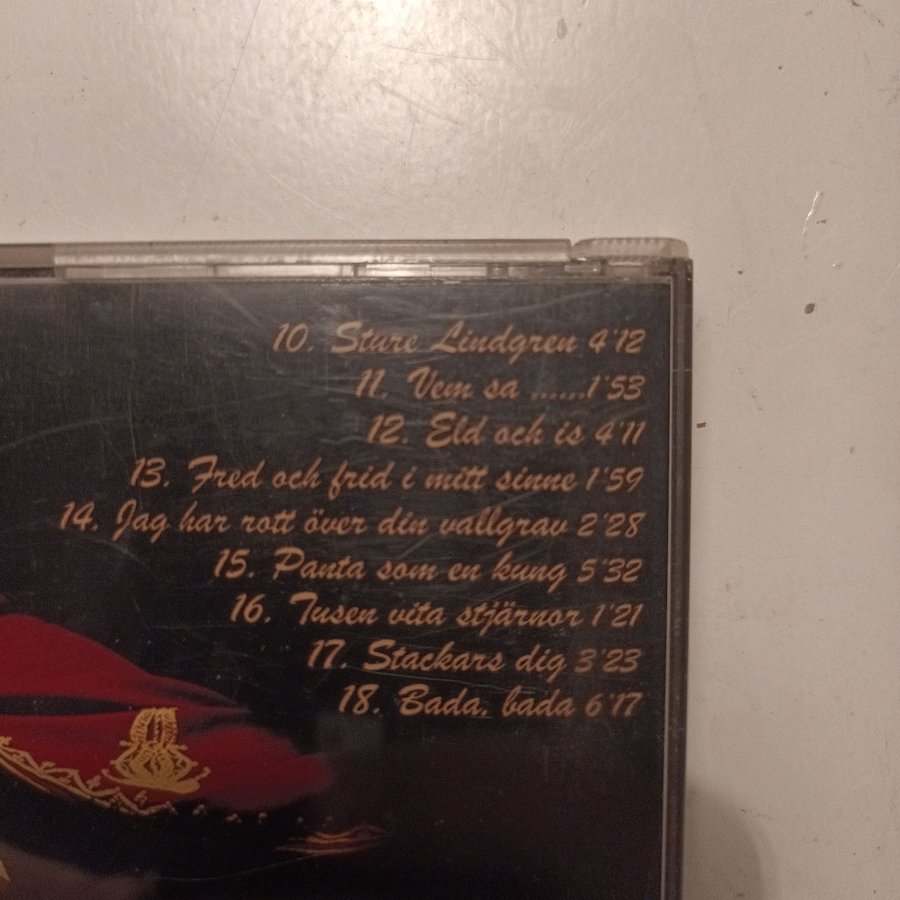 10. Sture Lindgren 4'12
11. Vem sa ......1'53
12. Eld och is 4'11
13. Fred och frid i mitt sinne 1'59
14. Jag har rott över din vallgrav 2'28
15. Panta som en kung 5'32
16. Tusen vita stjärnor 1'21
17. Stackars dig 3'23
18. Bada, bada 6'17